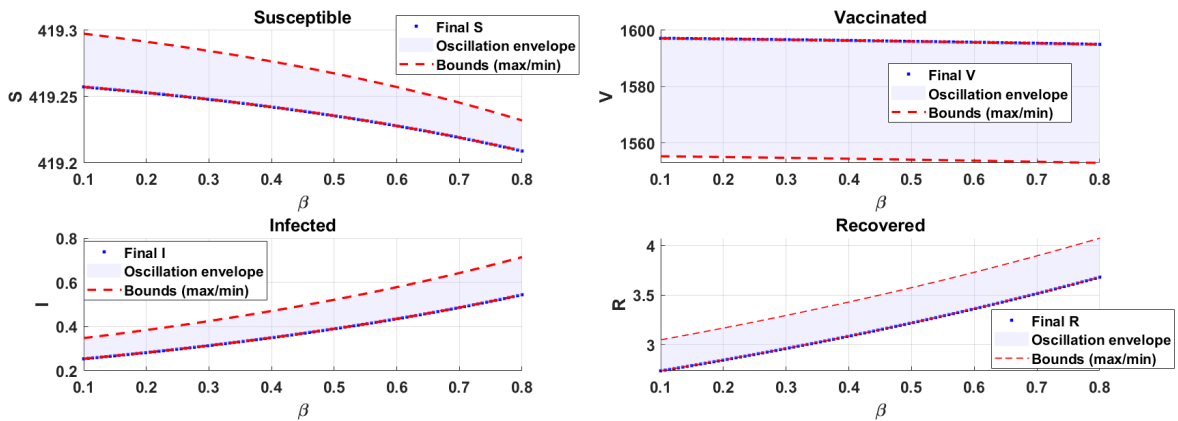 Susceptible
Final S
Oscillation envelope
Bounds (max/min)
419.3
419.25
419.2
S
0.1 0.2 0.3 0.4 0.5 0.6 0.7 0.8
β
Vaccinated
Final V
Oscillation envelope
Bounds (max/min)
1600
1580
1560
V
0.1 0.2 0.3 0.4 0.5 0.6 0.7 0.8
β
Infected
Final I
Oscillation envelope
Bounds (max/min)
0.8
0.6
0.4
0.2
I
0.1 0.2 0.3 0.4 0.5 0.6 0.7 0.8
β
Recovered
Final R
Oscillation envelope
Bounds (max/min)
4
3.5
3
R
0.1 0.2 0.3 0.4 0.5 0.6 0.7 0.8
β